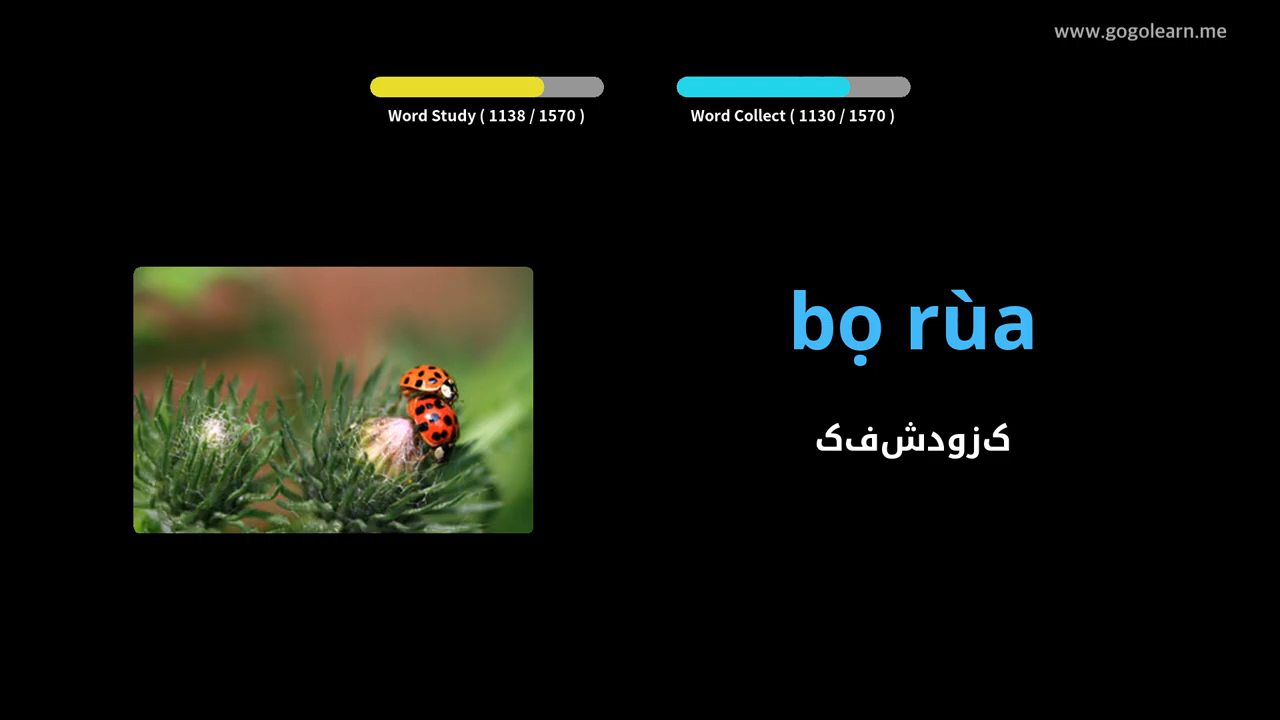 www.gogolearn.me
Word Study ( 1138 / 1570 )
Word Collect ( 1130 / 1570 )
bọ rùa
کزودشفک